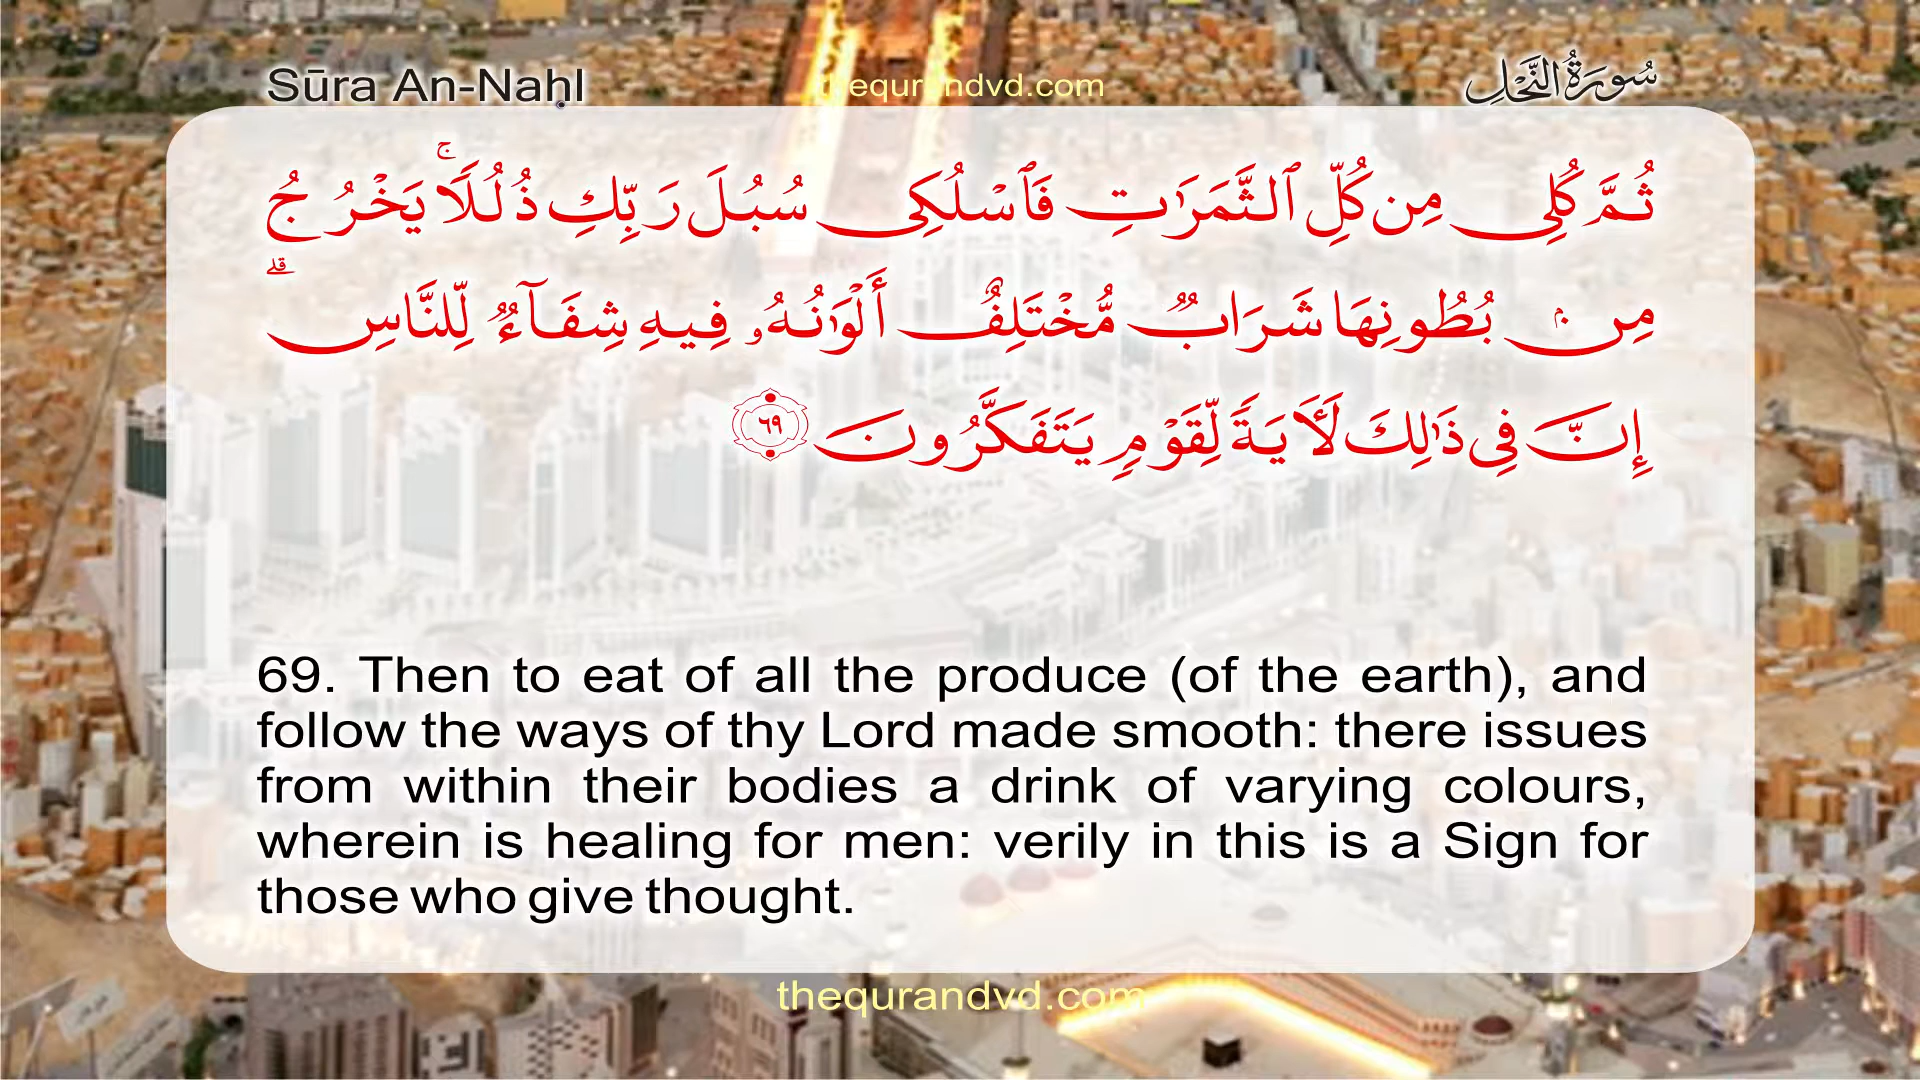 Sūra An-Naḥl
thequrandvd.com
سُورَةُ النَّحْلِ
ثُمَّ كُلِى مِن كُلِّ ٱلثَّمَرَٰتِ فَٱسْلُكِى سُبُلَ رَبِّكِ ذُلُلًا ۚ يَخْرُجُ
مِنۢ بُطُونِهَا شَرَابٌ مُّخْتَلِفٌ أَلْوَٰنُهُۥ فِيهِ شِفَآءٌ لِّلنَّاسِ ۗ
إِنَّ فِى ذَٰلِكَ لَأَيَةً لِّقَوْمٍ يَتَفَكَّرُونَ ٦٩
69. Then to eat of all the produce (of the earth), and
follow the ways of thy Lord made smooth: there issues
from within their bodies a drink of varying colours,
wherein is healing for men: verily in this is a Sign for
those who give thought.
thequrandvd.com